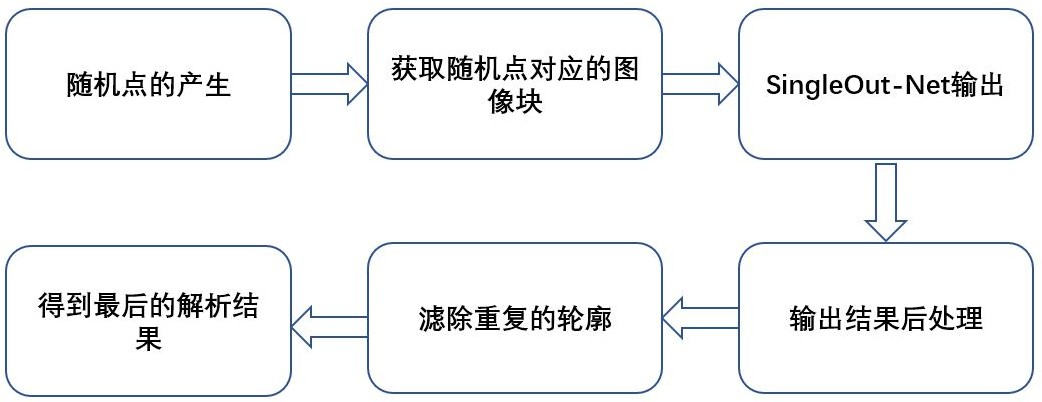 随机点的产生
获取随机点对应的图
像块
SingleOut-Net输出
输出结果后处理
滤除重复的轮廓
得到最后的解析结
果